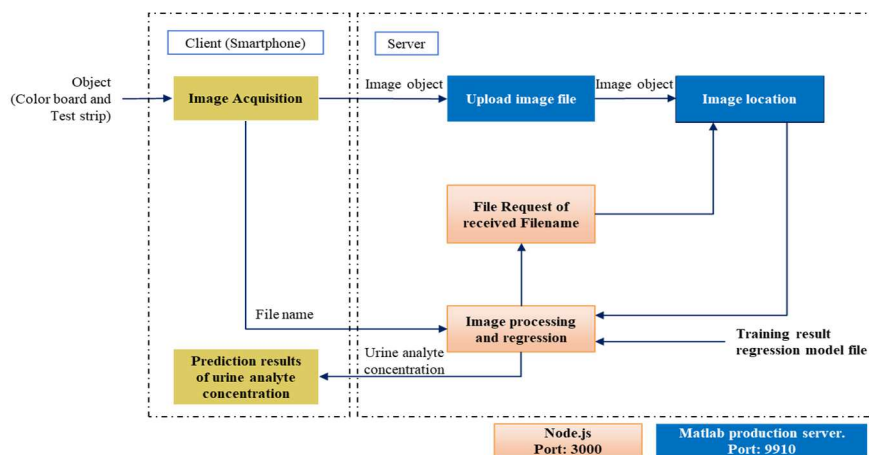 Client (Smartphone)
Server
Object
(Color board and
Test strip)
Image Acquisition
Image object
Upload image file
Image object
Image location
File Request of
received Filename
File name
Image processing
and regression
Training result
regression model file
Urine analyte
concentration
Prediction results
of urine analyte
concentration
Node.js
Port: 3000
Matlab production server.
Port: 9910